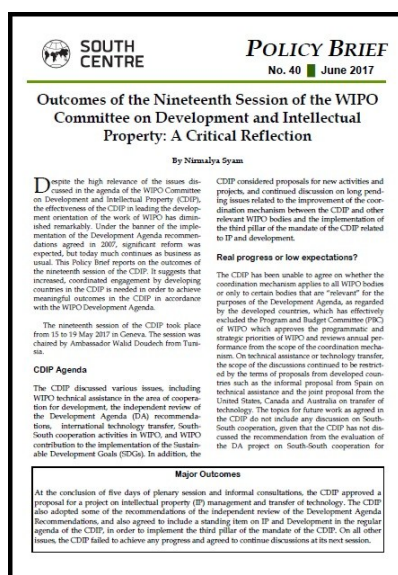 SOUTH
CENTRE
POLICY BRIEF
No. 40 June 2017
Outcomes of the Nineteenth Session of the WIPO
Committee on Development and Intellectual
Property: A Critical Reflection
By Nirmalya Syam
Despite the high relevance of the issues dis-
cussed in the agenda of the WIPO Committee
on Development and Intellectual Property (CDIP),
the effectiveness of the CDIP in leading the develop-
ment orientation of the work of WIPO has dimin-
ished remarkably. Under the banner of the imple-
mentation of the Development Agenda recommen-
dations agreed in 2007, significant reform was
expected, but today much continues as business as
usual. This Policy Brief reports on the outcomes of
the nineteenth session of the CDIP. It suggests that
increased, coordinated engagement by developing
countries in the CDIP is needed in order to achieve
meaningful outcomes in the CDIP in accordance
with the WIPO Development Agenda.
The nineteenth session of the CDIP took place
from 15 to 19 May 2017 in Geneva. The session was
chaired by Ambassador Walid Doudech from Tuni-
sia.
CDIP Agenda
The CDIP discussed various issues, including
WIPO technical assistance in the area of coopera-
tion for development, the independent review of
the Development Agenda (DA) recommenda-
tions, international technology transfer, South-
South cooperation activities in WIPO, and WIPO
contribution to the implementation of the Sustain-
able Development Goals (SDGs). In addition, the
CDIP considered proposals for new activities and
projects, and continued discussion on long pend-
ing issues related to the improvement of the coor-
dination mechanism between the CDIP and other
relevant WIPO bodies and the implementation of
the third pillar of the mandate of the CDIP related
to IP and development.
Real progress or low expectations?
The CDIP has been unable to agree on whether the
coordination mechanism applies to all WIPO bodies
or only to certain bodies that are "relevant" for the
purposes of the Development Agenda, as regarded
by the developed countries, which has effectively
excluded the Program and Budget Committee (PBC)
of WIPO which approves the programmatic and
strategic priorities of WIPO and reviews annual per-
formance from the scope of the coordination mecha-
nism. On technical assistance or technology transfer,
the scope of the discussions continued to be restrict-
ed by the terms of proposals from developed coun-
tries such as the informal proposal from Spain on
technical assistance and the joint proposal from the
United States, Canada and Australia on transfer of
technology. The topics for future work as agreed in
the CDIP do not include any discussion on South-
South cooperation, given that the CDIP has not dis-
cussed the recommendation from the evaluation of
the DA project on South-South cooperation for
Major Outcomes
At the conclusion of five days of plenary session and informal consultations, the CDIP approved a
proposal for a project on intellectual property (IP) management and transfer of technology. The CDIP
also adopted some of the recommendations of the independent review of the Development Agenda
Recommendations, and also agreed to include a standing item on IP and Development in the regular
agenda of the CDIP, in order to implement the third pillar of the mandate of the CDIP. On all other
issues, the CDIP failed to achieve any progress and agreed to continue discussions at its next session.